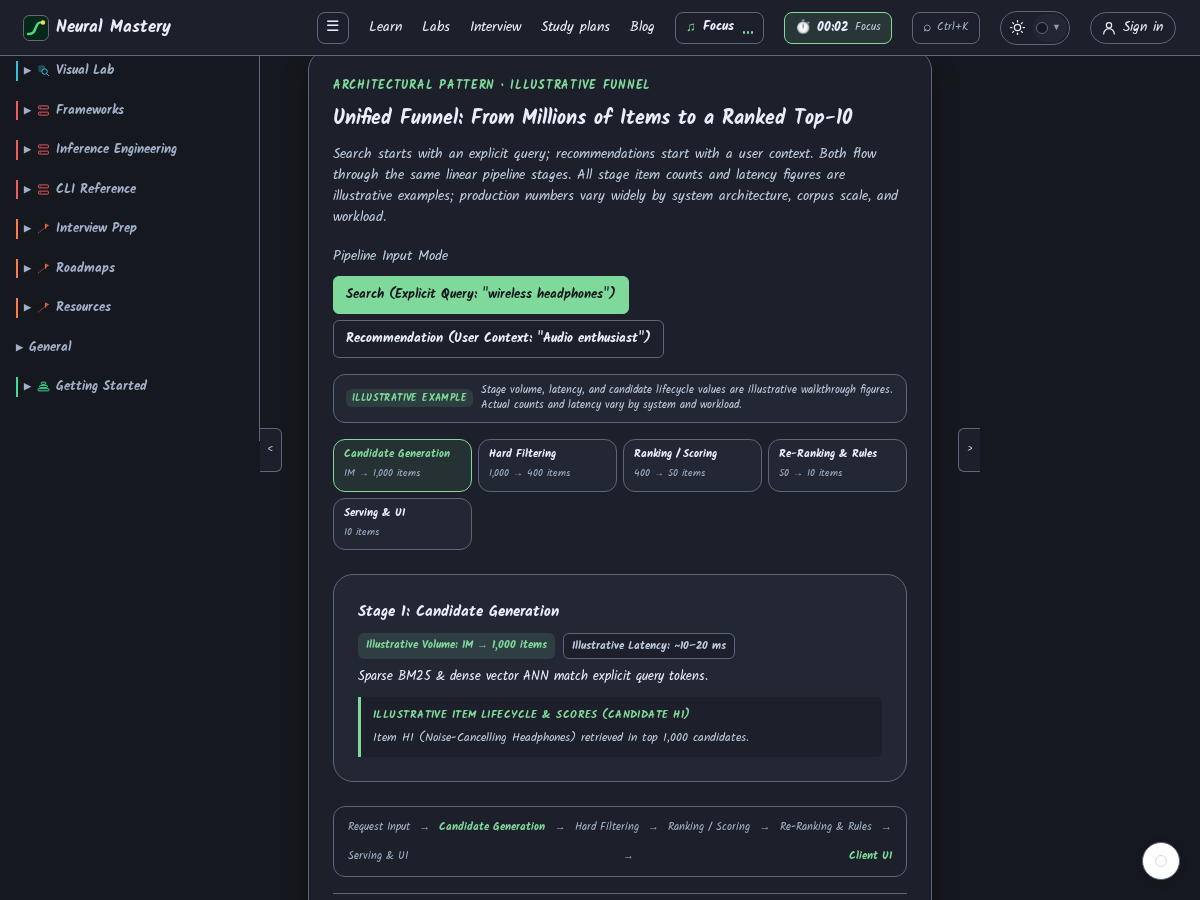 Neural Mastery
☰ Learn Labs Interview Study plans Blog ♫ Focus ... ⏱ 00:02 Focus ⌕ Ctrl+K ▾ Sign in
▶ Visual Lab
▶ Frameworks
▶ Inference Engineering
▶ CLI Reference
▶ Interview Prep
▶ Roadmaps
▶ Resources
▶ General
▶ Getting Started
<
ARCHITECTURAL PATTERN · ILLUSTRATIVE FUNNEL
Unified Funnel: From Millions of Items to a Ranked Top-10
Search starts with an explicit query; recommendations start with a user context. Both flow
through the same linear pipeline stages. All stage item counts and latency figures are
illustrative examples; production numbers vary widely by system architecture, corpus scale, and
workload.
Pipeline Input Mode
Search (Explicit Query: "wireless headphones")
Recommendation (User Context: "Audio enthusiast")
ILLUSTRATIVE EXAMPLE
Stage volume, latency, and candidate lifecycle values are illustrative walkthrough figures.
Actual counts and latency vary by system and workload.
Candidate Generation
1M → 1,000 items
Hard Filtering
1,000 → 400 items
Ranking / Scoring
400 → 50 items
Re-Ranking & Rules
50 → 10 items
Serving & UI
10 items
Stage 1: Candidate Generation
Illustrative Volume: 1M → 1,000 items
Illustrative Latency: ~10–20 ms
Sparse BM25 & dense vector ANN match explicit query tokens.
ILLUSTRATIVE ITEM LIFECYCLE & SCORES (CANDIDATE H1)
Item H1 (Noise-Cancelling Headphones) retrieved in top 1,000 candidates.
Request Input → Candidate Generation → Hard Filtering → Ranking / Scoring → Re-Ranking & Rules →
Serving & UI → Client UI
>